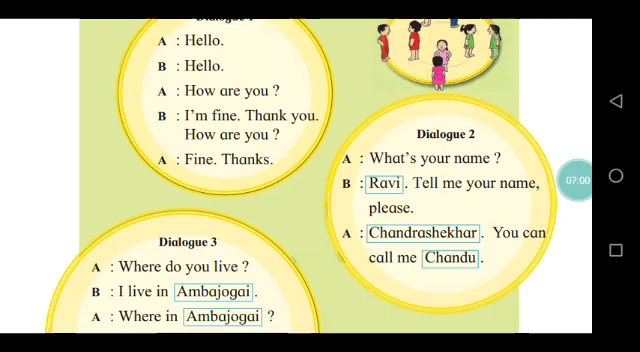 Dialogue 1
A : Hello.
B : Hello.
A : How are you ?
B : I'm fine. Thank you.
How are you ?
A : Fine. Thanks.
Dialogue 2
A : What's your name ?
B : Ravi. Tell me your name,
please.
A : Chandrashekhar. You can
call me Chandu.
07:00
Dialogue 3
A : Where do you live ?
B : I live in Ambajogai.
A : Where in Ambajogai ?